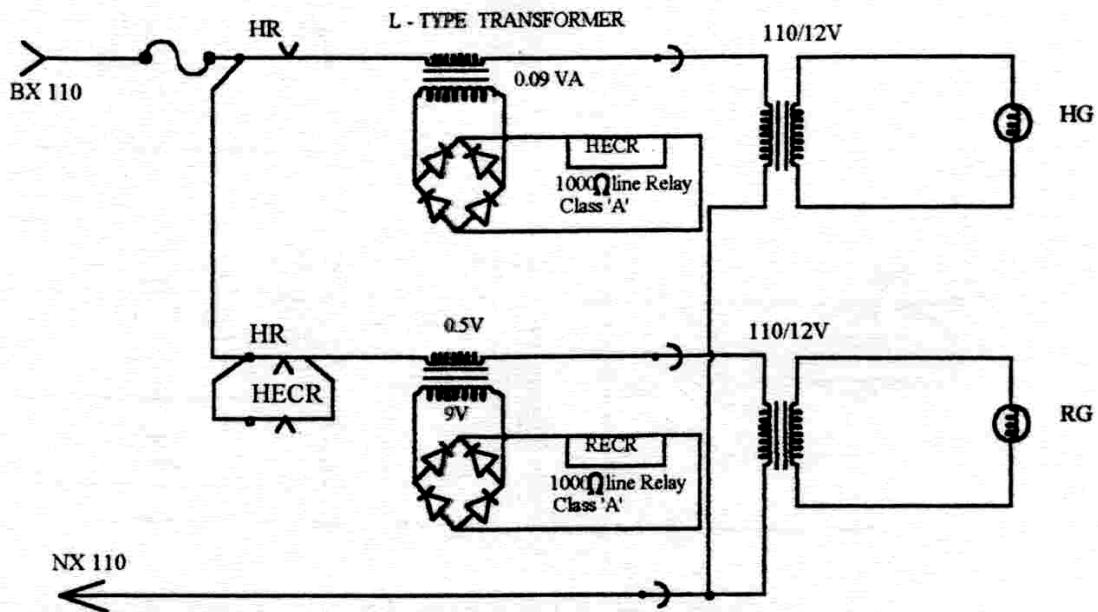 L - TYPE TRANSFORMER
HR
110/12V
BX 110
0.09 VA
HG
HECR
1000Ω line Relay
Class 'A'
HR
0.5V
110/12V
HECR
9V
RG
RECR
1000Ω line Relay
Class 'A'
NX 110